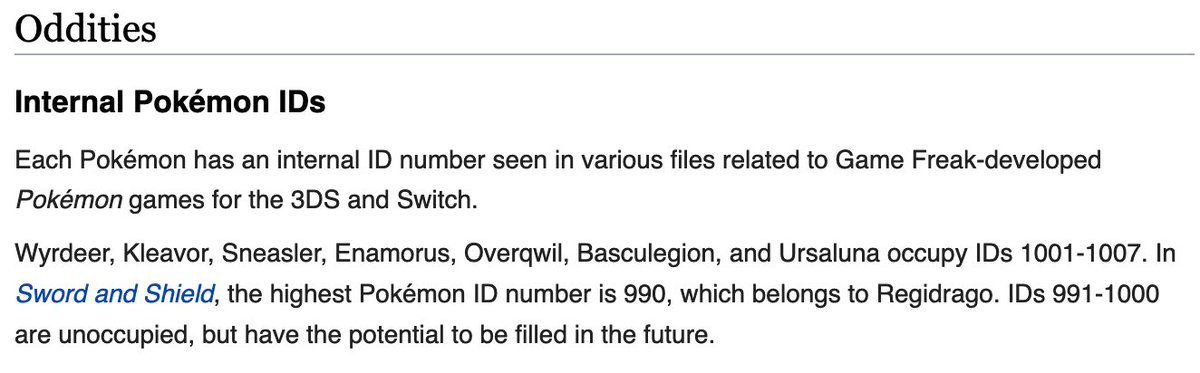 Oddities
Internal Pokémon IDs
Each Pokémon has an internal ID number seen in various files related to Game Freak-developed
Pokémon games for the 3DS and Switch.
Wyrdeer, Kleavor, Sneasler, Enamorus, Overqwil, Basculegion, and Ursaluna occupy IDs 1001-1007. In
Sword and Shield, the highest Pokémon ID number is 990, which belongs to Regidrago. IDs 991-1000
are unoccupied, but have the potential to be filled in the future.